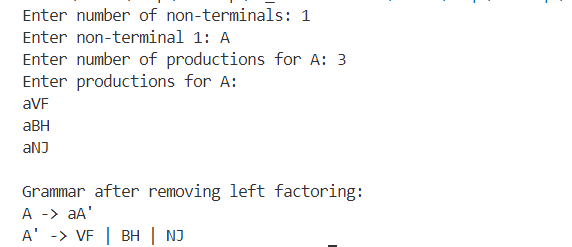 Enter number of non-terminals: 1
Enter non-terminal 1: A
Enter number of productions for A: 3
Enter productions for A:
aVF
aBH
aNJ
Grammar after removing left factoring:
A -> aA'
A' -> VF | BH | NJ